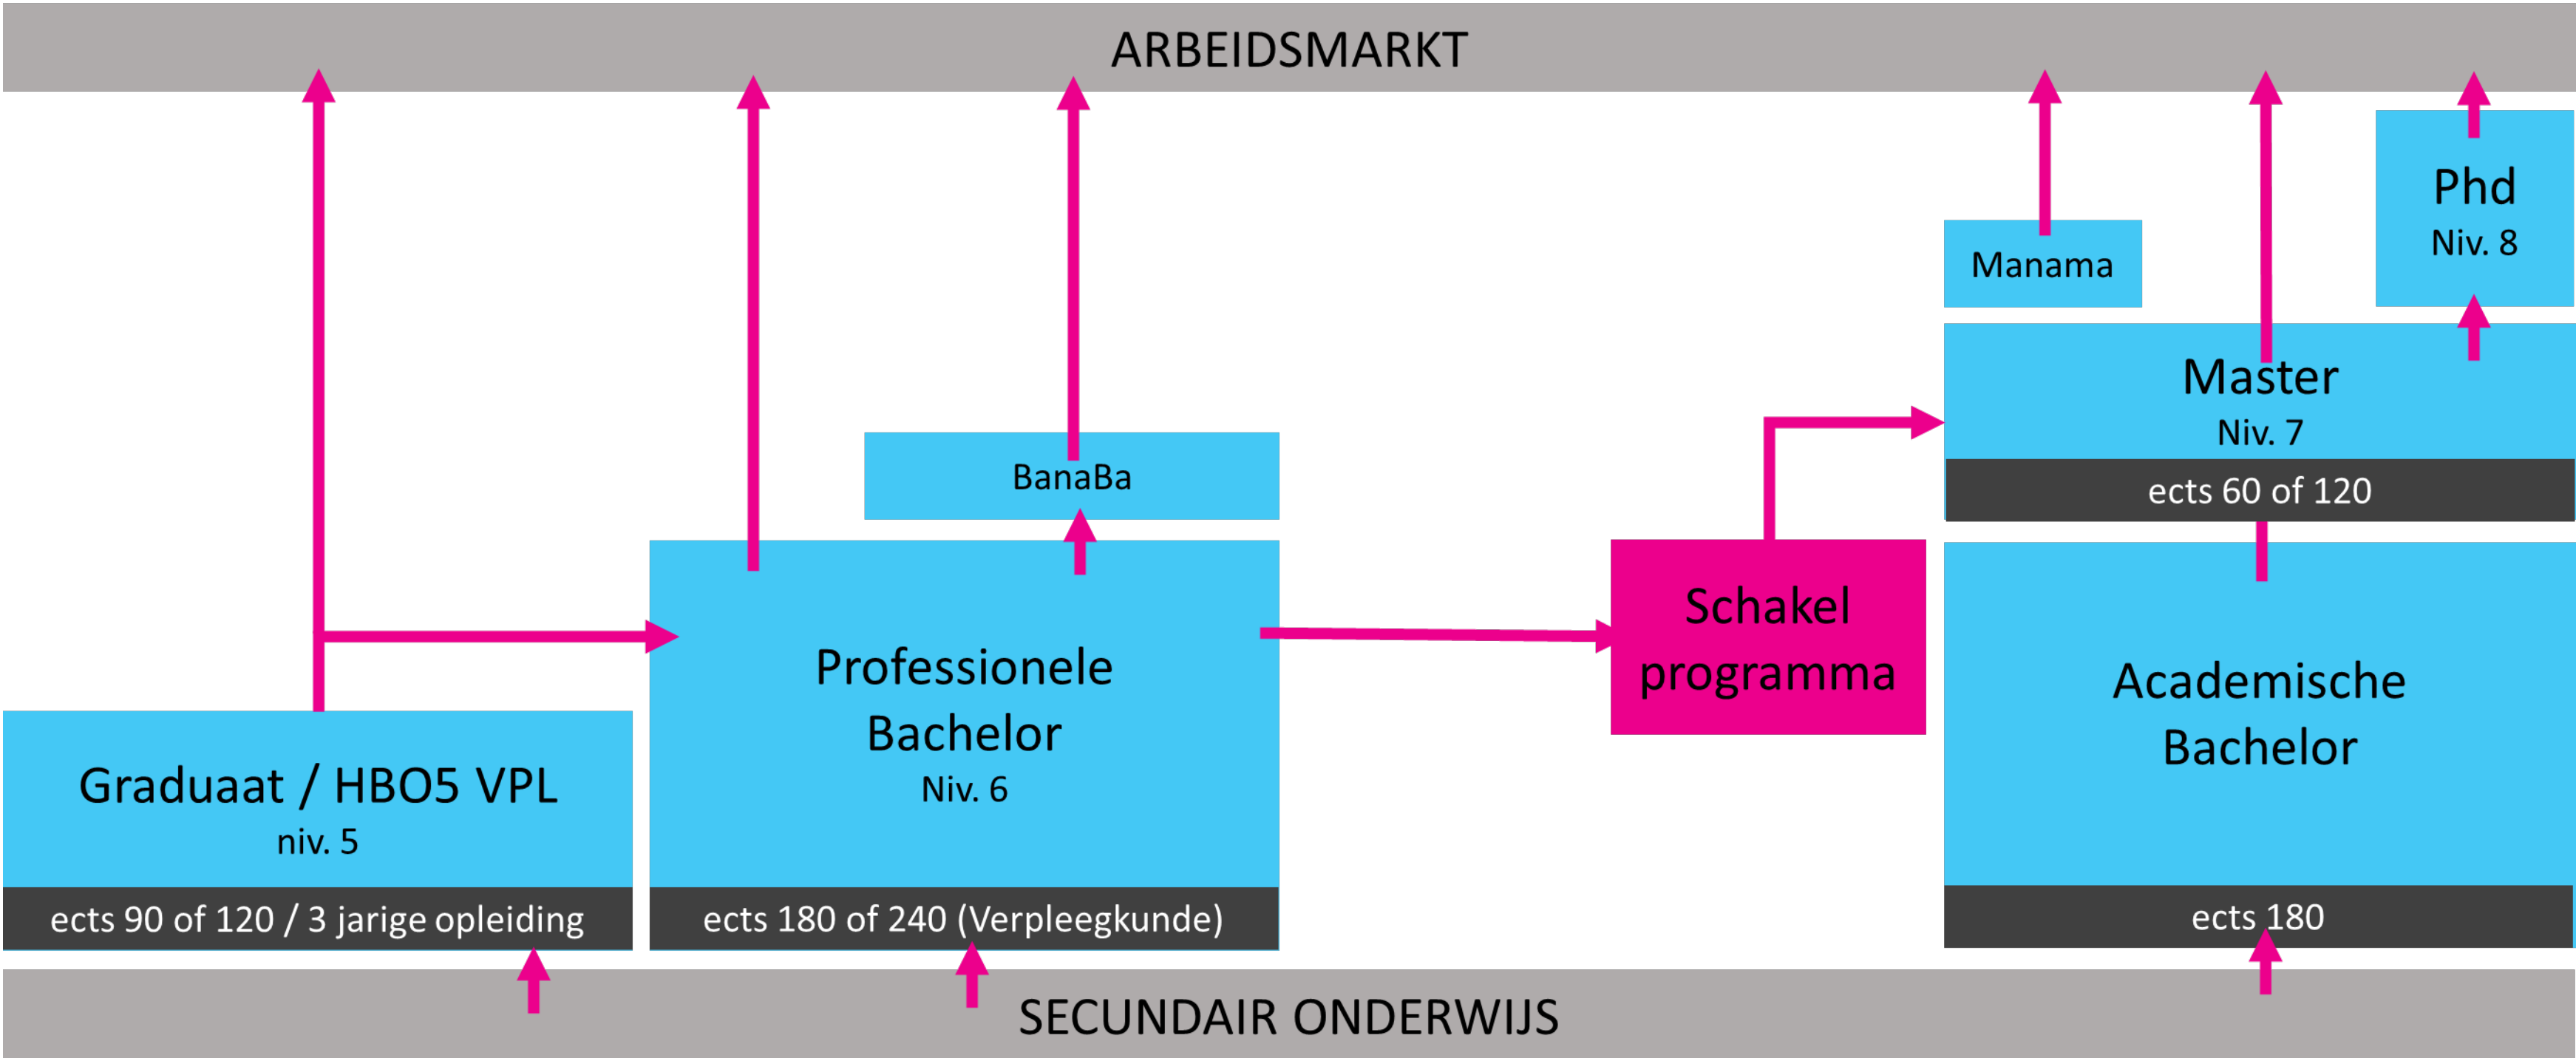 ARBEIDSMARKT
Phd
Niv. 8
Manama
Master
Niv. 7
ects 60 of 120
BanaBa
Schakel
programma
Professionele
Bachelor
Niv. 6
ects 180 of 240 (Verpleegkunde)
Academische
Bachelor
ects 180
Graduaat / HBO5 VPL
niv. 5
ects 90 of 120 / 3 jarige opleiding
SECUNDAIR ONDERWIJS